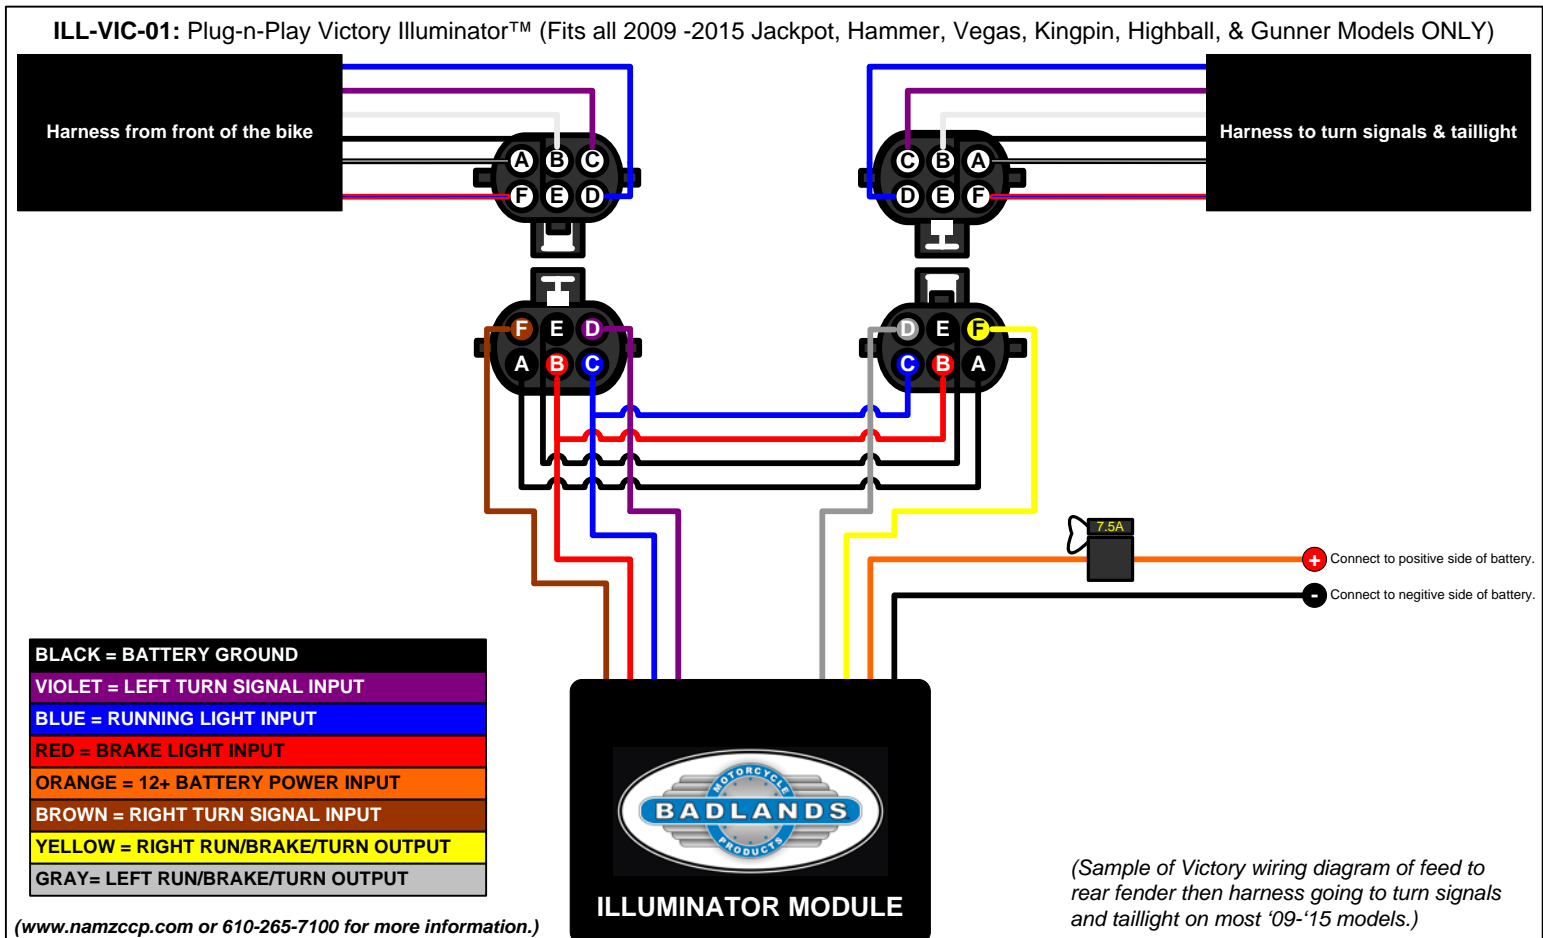 ILL-VIC-01: Plug-n-Play Victory Illuminator™ (Fits all 2009 -2015 Jackpot, Hammer, Vegas, Kingpin, Highball, & Gunner Models ONLY)
Harness from front of the bike
Harness to turn signals & taillight
A B C
F E D
C B A
D E F
F E D
A B C
D E F
C B A
7.5A
+ Connect to positive side of battery.
- Connect to negitive side of battery.
BLACK = BATTERY GROUND
VIOLET = LEFT TURN SIGNAL INPUT
BLUE = RUNNING LIGHT INPUT
RED = BRAKE LIGHT INPUT
ORANGE = 12+ BATTERY POWER INPUT
BROWN = RIGHT TURN SIGNAL INPUT
YELLOW = RIGHT RUN/BRAKE/TURN OUTPUT
GRAY= LEFT RUN/BRAKE/TURN OUTPUT
(www.namzccp.com or 610-265-7100 for more information.)
MOTORCYCLE
BADLANDS
PRODUCTS
ILLUMINATOR MODULE
(Sample of Victory wiring diagram of feed to
rear fender then harness going to turn signals
and taillight on most ‘09-‘15 models.)